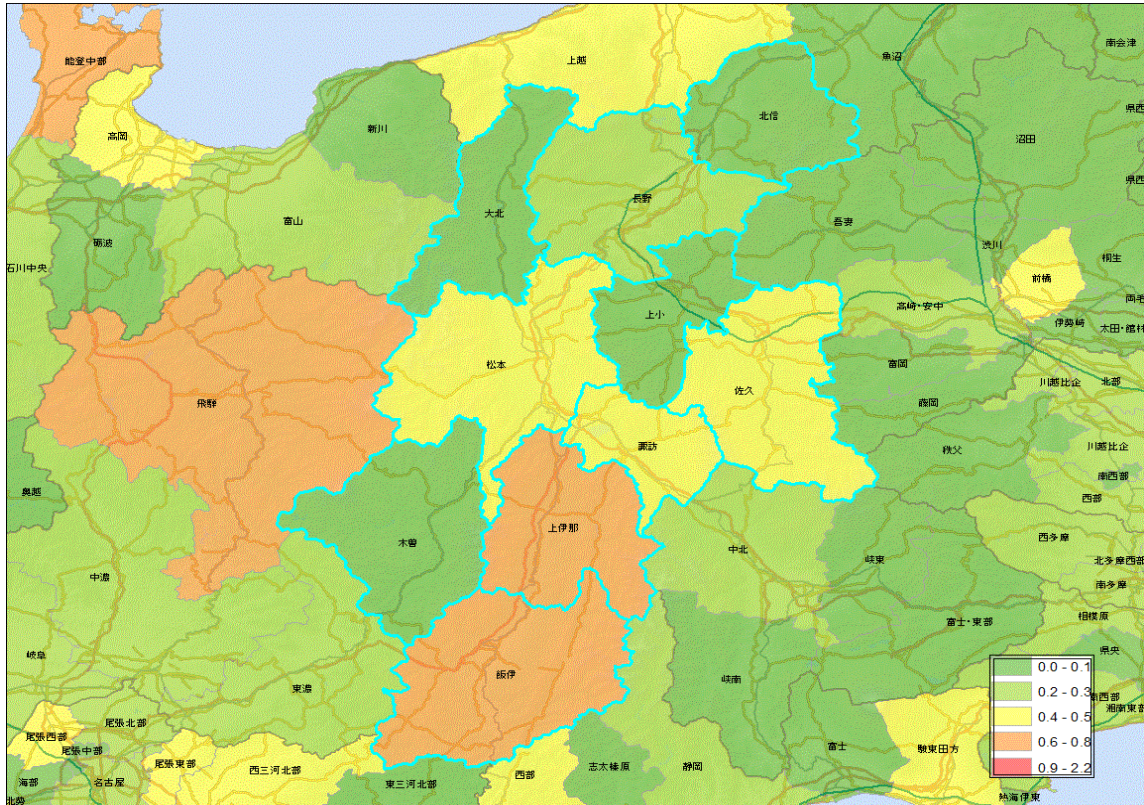 能登中部
上越
魚沼
南会津
高岡
新川
北信
沼田
県西
県西
大北
長野
砺波
富山
吾妻
渋川
桐生
石川中央
前橋
両毛
上小
高崎・安中
伊勢崎
太田・館林
松本
佐久
富岡
川越比企
北部
飛騨
藤岡
諏訪
秩父
川越比企
南西部
奥越
西部
上伊那
西多摩
木曽
中北
峡東
北多摩西部
中濃
南多摩
相模原
富士・東部
岐阜
県央
東濃
飯伊
峡南
0.0 - 0.1
0.2 - 0.3
0.4 - 0.5
0.6 - 0.8
0.9 - 2.2
湘南西部
湘南東部
尾張北部
尾張西部
尾張中部
尾張東部
西三河北部
西部
志太榛原
静岡
富士
駿東田方
海部
名古屋
東三河北部
熱海伊東
北勢